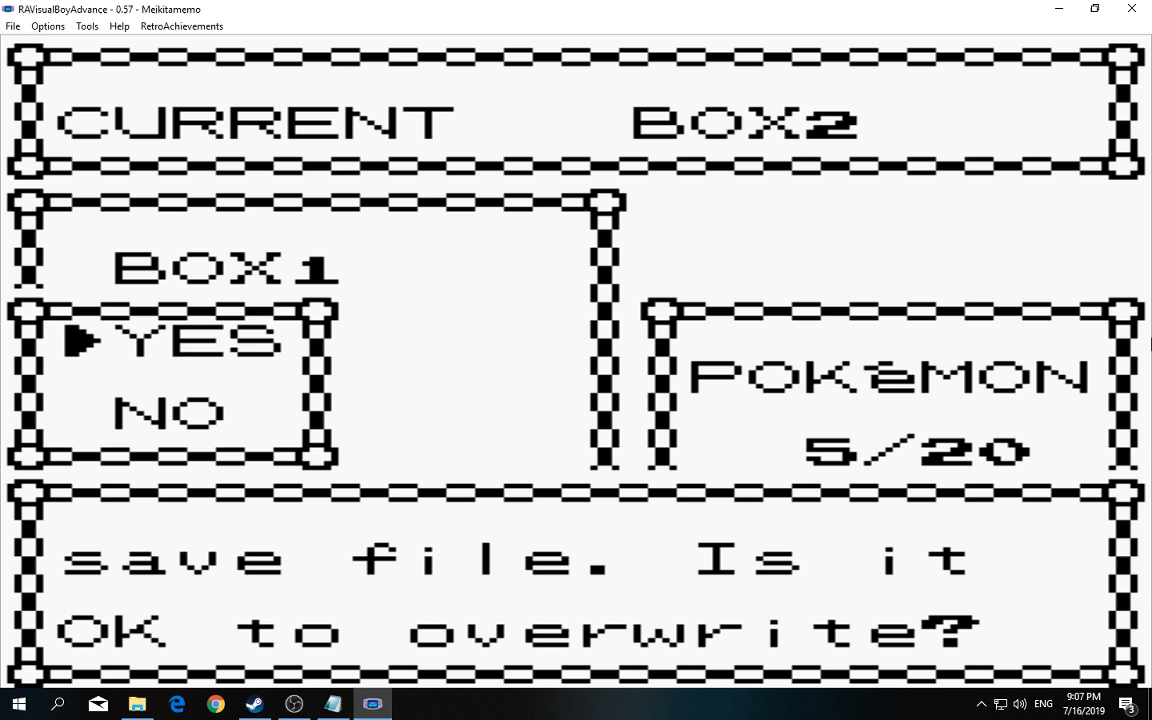 RAVisualBoyAdvance - 0.57 - Meikitamemo
File Options Tools Help RetroAchievements
CURRENT BOX2
BOX1
YES
NO
POKéMON
5/20
save file. Is it
OK to overwrite?
ENG
9:07 PM
7/16/2019
3